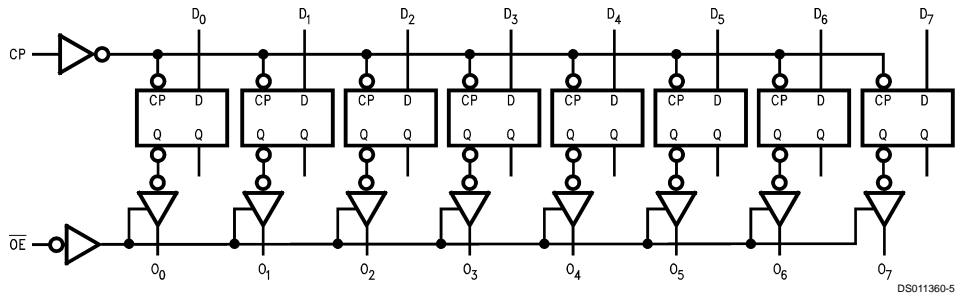 D0 D1 D2 D3 D4 D5 D6 D7
CP
CP D CP D CP D CP D CP D CP D CP D CP D
Q Q Q Q Q Q Q Q Q Q Q Q Q Q Q Q
O̅E̅
O0 O1 O2 O3 O4 O5 O6 O7
DS011360-5